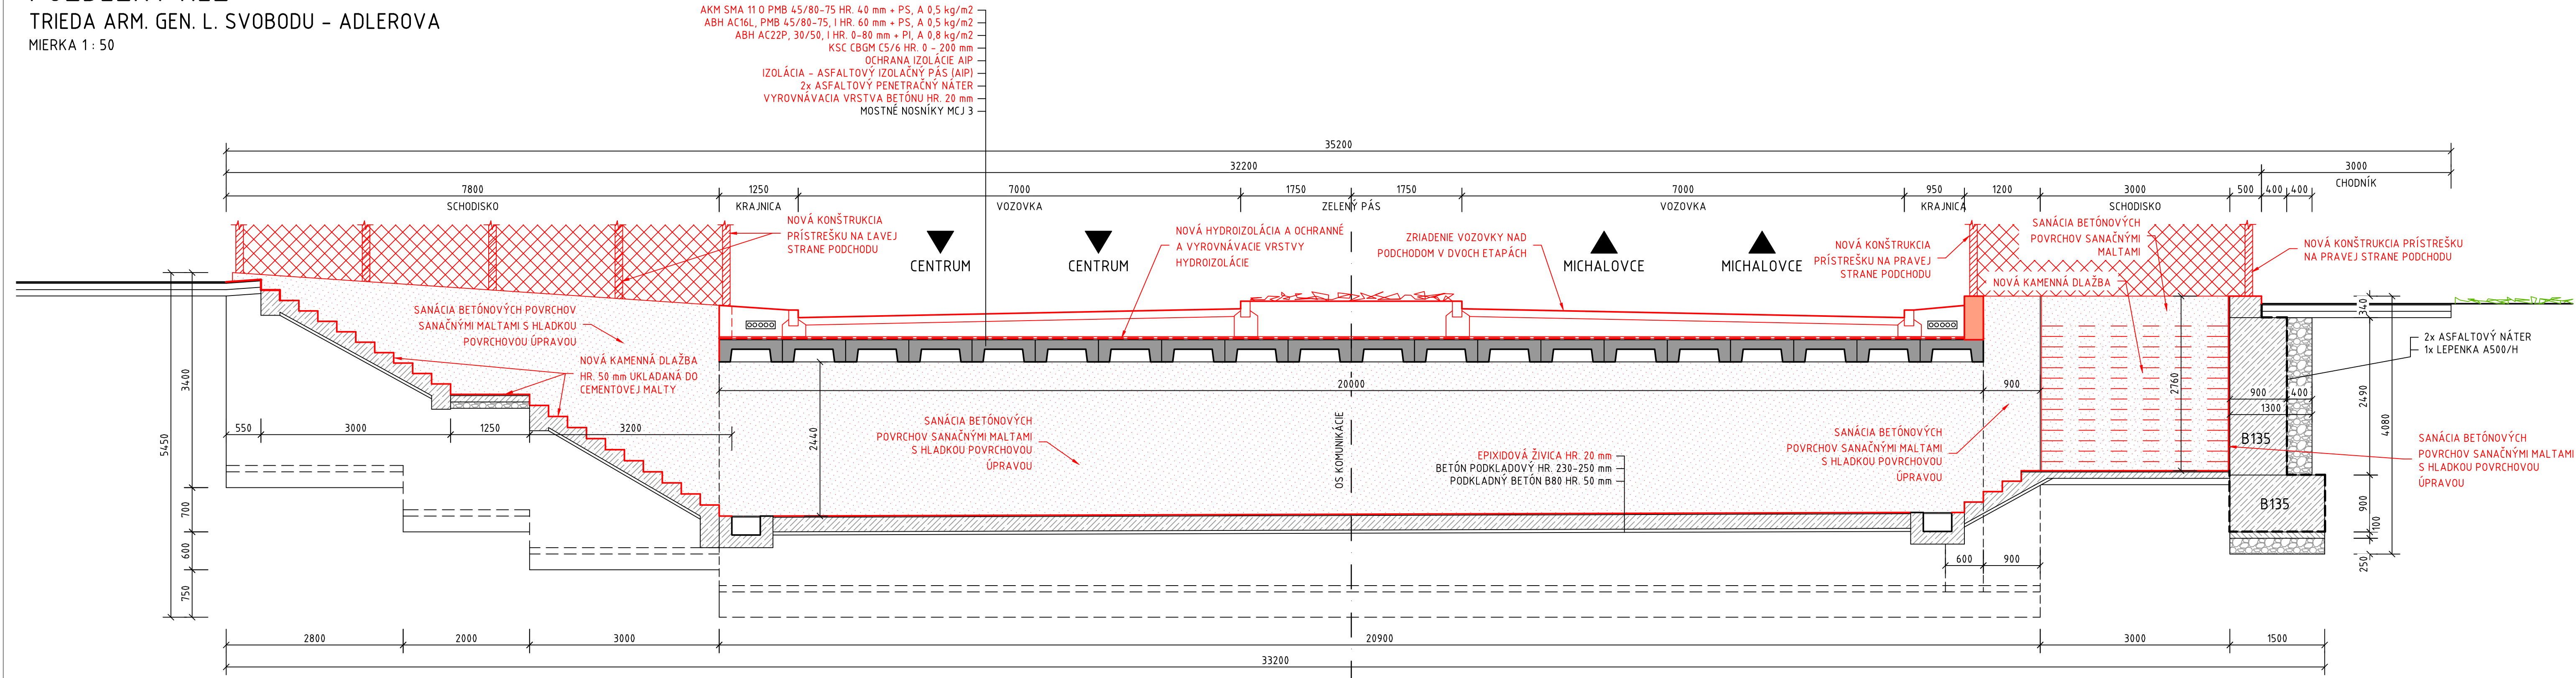 TRIEDA ARM. GEN. L. SVOBODU - ADLEROVA
MIERKA 1 : 50
AKM SMA 11 O PMB 45/80-75 HR. 40 mm + PS, A 0,5 kg/m2
ABH AC16L, PMB 45/80-75, I HR. 60 mm + PS, A 0,5 kg/m2
ABH AC22P, 30/50, I HR. 0-80 mm + PI, A 0,8 kg/m2
KSC CBGM C5/6 HR. 0 - 200 mm
OCHRANA IZOLÁCIE AIP
IZOLÁCIA - ASFALTOVÝ IZOLAČNÝ PÁS (AIP)
2x ASFALTOVÝ PENETRAČNÝ NÁTER
VYROVNÁVACIA VRSTVA BETÓNU HR. 20 mm
MOSTNÉ NOSNÍKY MCJ 3
35200
32200
3000
7800
1250
7000
1750
1750
7000
950
1200
3000
500
400
400
CHODNÍK
SCHODISKO
KRAJNICA
VOZOVKA
ZELENÝ PÁS
VOZOVKA
KRAJNICA
SCHODISKO
NOVÁ KONŠTRUKCIA
PRÍSTREŠKU NA ĽAVEJ
STRANE PODCHODU
CENTRUM
CENTRUM
NOVÁ HYDROIZOLÁCIA A OCHRANNÉ
A VYROVNÁVACIE VRSTVY
HYDROIZOLÁCIE
ZRIADENIE VOZOVKY NAD
PODCHODOM V DVOCH ETAPÁCH
MICHALOVCE
MICHALOVCE
NOVÁ KONŠTRUKCIA
PRÍSTREŠKU NA PRAVEJ
STRANE PODCHODU
SANÁCIA BETÓNOVÝCH
POVRCHOV SANAČNÝMI
MALTAMI
NOVÁ KAMENNÁ DLAŽBA
NOVÁ KONŠTRUKCIA PRÍSTREŠKU
NA PRAVEJ STRANE PODCHODU
SANÁCIA BETÓNOVÝCH POVRCHOV
SANAČNÝMI MALTAMI S HLADKOU
POVRCHOVOU ÚPRAVOU
NOVÁ KAMENNÁ DLAŽBA
HR. 50 mm UKLADANÁ DO
CEMENTOVEJ MALTY
340
2x ASFALTOVÝ NÁTER
1x LEPENKA A500/H
5450
3400
700
600
750
550
3000
1250
3200
2440
20000
900
2760
900
400
1300
2490
4080
B135
SANÁCIA BETÓNOVÝCH
POVRCHOV SANAČNÝMI MALTAMI
S HLADKOU POVRCHOVOU
ÚPRAVOU
OS KOMUNIKÁCIE
EPIXIDOVÁ ŽIVICA HR. 20 mm
BETÓN PODKLADOVÝ HR. 230-250 mm
PODKLADNÝ BETÓN B80 HR. 50 mm
SANÁCIA BETÓNOVÝCH
POVRCHOV SANAČNÝMI MALTAMI
S HLADKOU POVRCHOVOU
ÚPRAVOU
SANÁCIA BETÓNOVÝCH
POVRCHOV SANAČNÝMI MALTAMI
S HLADKOU POVRCHOVOU
ÚPRAVOU
B135
900
100
250
600
900
2800
2000
3000
20900
3000
1500
33200